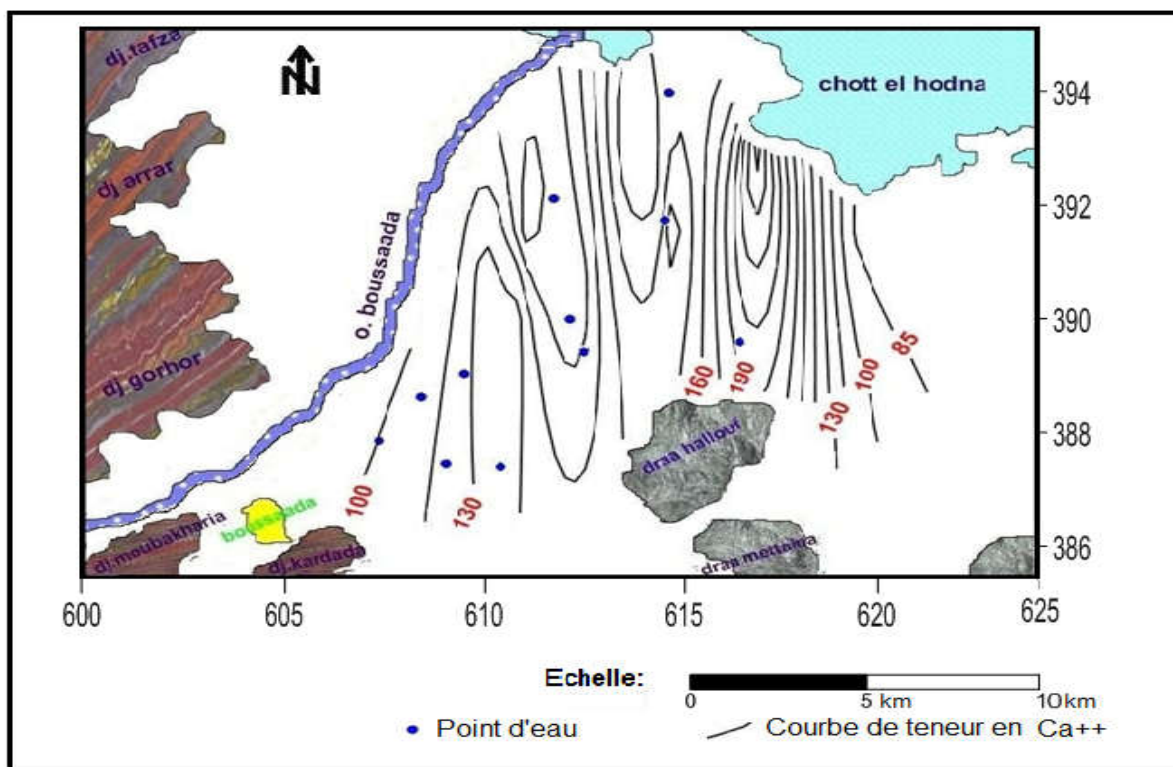 dj.tafza
chott el hodna
394
dj arrar
392
o. boussaada
390
dj.gorhor
160
190
100
85
130
388
draa hallouf
100
130
boussaada
dj.moubakharia
dj.kardada
draa mettaina
386
600
605
610
615
620
625
Echelle:
0
5 km
10km
Point d'eau
Courbe de teneur en Ca++
N